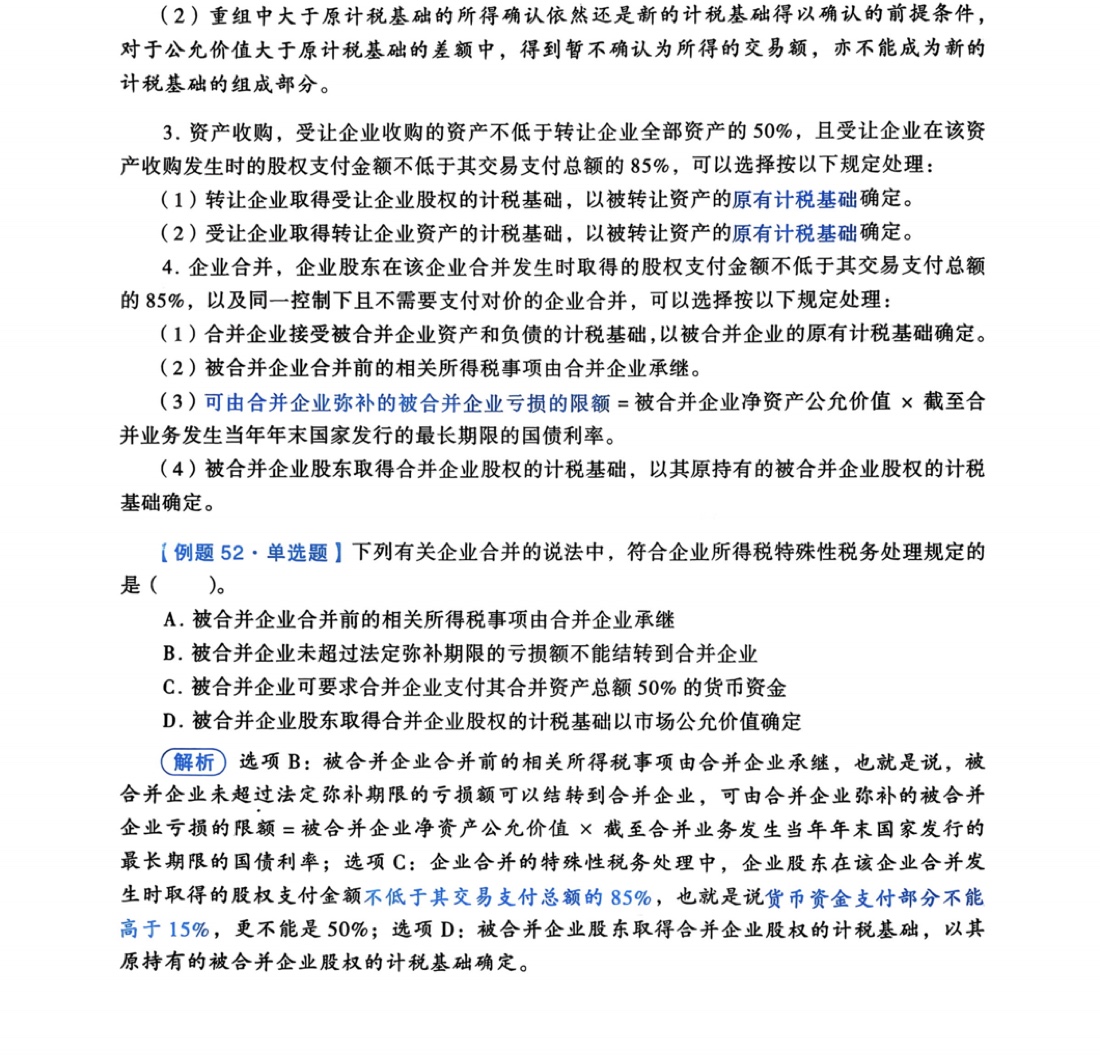 （2）重组中大于原计税基础的所得确认依然还是新的计税基础得以确认的前提条件，
对于公允价值大于原计税基础的差额中，得到暂不确认为所得的交易额，亦不能成为新的
计税基础的组成部分。
3. 资产收购，受让企业收购的资产不低于转让企业全部资产的 50%，且受让企业在该资
产收购发生时的股权支付金额不低于其交易支付总额的 85%，可以选择按以下规定处理：
（1）转让企业取得受让企业股权的计税基础，以被转让资产的原有计税基础确定。
（2）受让企业取得转让企业资产的计税基础，以被转让资产的原有计税基础确定。
4. 企业合并，企业股东在该企业合并发生时取得的股权支付金额不低于其交易支付总额
的 85%，以及同一控制下且不需要支付对价的企业合并，可以选择按以下规定处理：
（1）合并企业接受被合并企业资产和负债的计税基础，以被合并企业的原有计税基础确定。
（2）被合并企业合并前的相关所得税事项由合并企业承继。
（3）可由合并企业弥补的被合并企业亏损的限额 = 被合并企业净资产公允价值 × 截至合
并业务发生当年年末国家发行的最长期限的国债利率。
（4）被合并企业股东取得合并企业股权的计税基础，以其原持有的被合并企业股权的计税
基础确定。
【例题 52·单选题】下列有关企业合并的说法中，符合企业所得税特殊性税务处理规定的
是（　　）。
A. 被合并企业合并前的相关所得税事项由合并企业承继
B. 被合并企业未超过法定弥补期限的亏损额不能结转到合并企业
C. 被合并企业可要求合并企业支付其合并资产总额 50% 的货币资金
D. 被合并企业股东取得合并企业股权的计税基础以市场公允价值确定
解析 选项 B：被合并企业合并前的相关所得税事项由合并企业承继，也就是说，被
合并企业未超过法定弥补期限的亏损额可以结转到合并企业，可由合并企业弥补的被合并
企业亏损的限额 = 被合并企业净资产公允价值 × 截至合并业务发生当年年末国家发行的
最长期限的国债利率；选项 C：企业合并的特殊性税务处理中，企业股东在该企业合并发
生时取得的股权支付金额不低于其交易支付总额的 85%，也就是说货币资金支付部分不能
高于 15%，更不能是 50%；选项 D：被合并企业股东取得合并企业股权的计税基础，以其
原持有的被合并企业股权的计税基础确定。